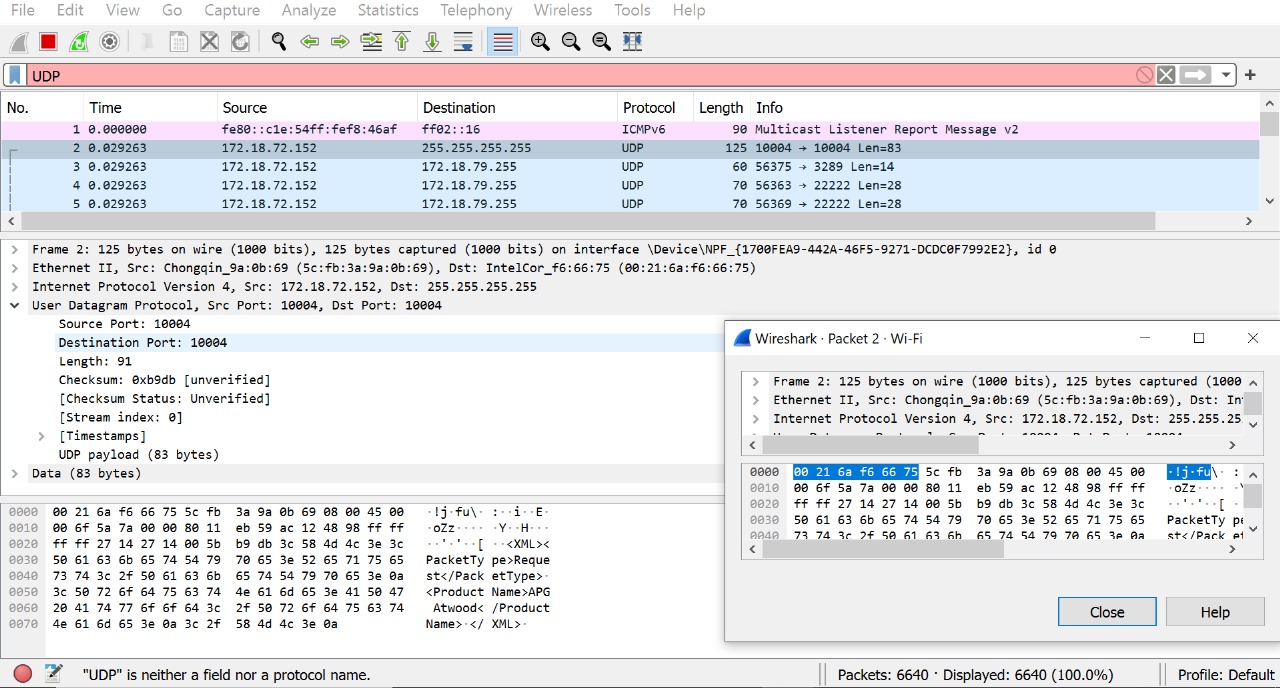 File Edit View Go Capture Analyze Statistics Telephony Wireless Tools Help
UDP
No. Time Source Destination Protocol Length Info
1 0.000000 fe80::c1e:54ff:fef8:46af ff02::16 ICMPv6 90 Multicast Listener Report Message v2
2 0.029263 172.18.72.152 255.255.255.255 UDP 125 10004 → 10004 Len=83
3 0.029263 172.18.72.152 172.18.79.255 UDP 60 56375 → 3289 Len=14
4 0.029263 172.18.72.152 172.18.79.255 UDP 70 56363 → 22222 Len=28
5 0.029263 172.18.72.152 172.18.79.255 UDP 70 56369 → 22222 Len=28
Frame 2: 125 bytes on wire (1000 bits), 125 bytes captured (1000 bits) on interface \Device\NPF_{1700FEA9-442A-46F5-9271-DCDC0F7992E2}, id 0
Ethernet II, Src: Chongqin_9a:0b:69 (5c:fb:3a:9a:0b:69), Dst: IntelCor_f6:66:75 (00:21:6a:f6:66:75)
Internet Protocol Version 4, Src: 172.18.72.152, Dst: 255.255.255.255
User Datagram Protocol, Src Port: 10004, Dst Port: 10004
Source Port: 10004
Destination Port: 10004
Length: 91
Checksum: 0xb9db [unverified]
[Checksum Status: Unverified]
[Stream index: 0]
[Timestamps]
UDP payload (83 bytes)
Data (83 bytes)
0000 00 21 6a f6 66 75 5c fb 3a 9a 0b 69 08 00 45 00 ·!j·fu\· :··i··E·
0010 00 6f 5a 7a 00 00 80 11 eb 59 ac 12 48 98 ff ff ·oZz···· ·Y··H···
0020 ff ff 27 14 27 14 00 5b b9 db 3c 58 4d 4c 3e 3c ··'·'··[ ··<XML><
0030 50 61 63 6b 65 74 54 79 70 65 3e 52 65 71 75 65 PacketTy pe>Reque
0040 73 74 3c 2f 50 61 63 6b 65 74 54 79 70 65 3e 0a st</Pack etType>·
0050 3c 50 72 6f 64 75 63 74 4e 61 6d 65 3e 41 50 47 <Product Name>APG
0060 20 41 74 77 6f 6f 64 3c 2f 50 72 6f 64 75 63 74 Atwood< /Product
0070 4e 61 6d 65 3e 0a 3c 2f 58 4d 4c 3e 0a Name>·</ XML>·
Wireshark · Packet 2 · Wi-Fi
Frame 2: 125 bytes on wire (1000 bits), 125 bytes captured (1000
Ethernet II, Src: Chongqin_9a:0b:69 (5c:fb:3a:9a:0b:69), Dst: In
Internet Protocol Version 4, Src: 172.18.72.152, Dst: 255.255.25
0000 00 21 6a f6 66 75 5c fb 3a 9a 0b 69 08 00 45 00 ·!j·fu\· :
0010 00 6f 5a 7a 00 00 80 11 eb 59 ac 12 48 98 ff ff ·oZz···· ·Y
0020 ff ff 27 14 27 14 00 5b b9 db 3c 58 4d 4c 3e 3c ··'·'··[ ·
0030 50 61 63 6b 65 74 54 79 70 65 3e 52 65 71 75 65 PacketTy pe
0040 73 74 3c 2f 50 61 63 6b 65 74 54 79 70 65 3e 0a st</Pack et
Close Help
"UDP" is neither a field nor a protocol name. Packets: 6640 · Displayed: 6640 (100.0%) Profile: Default